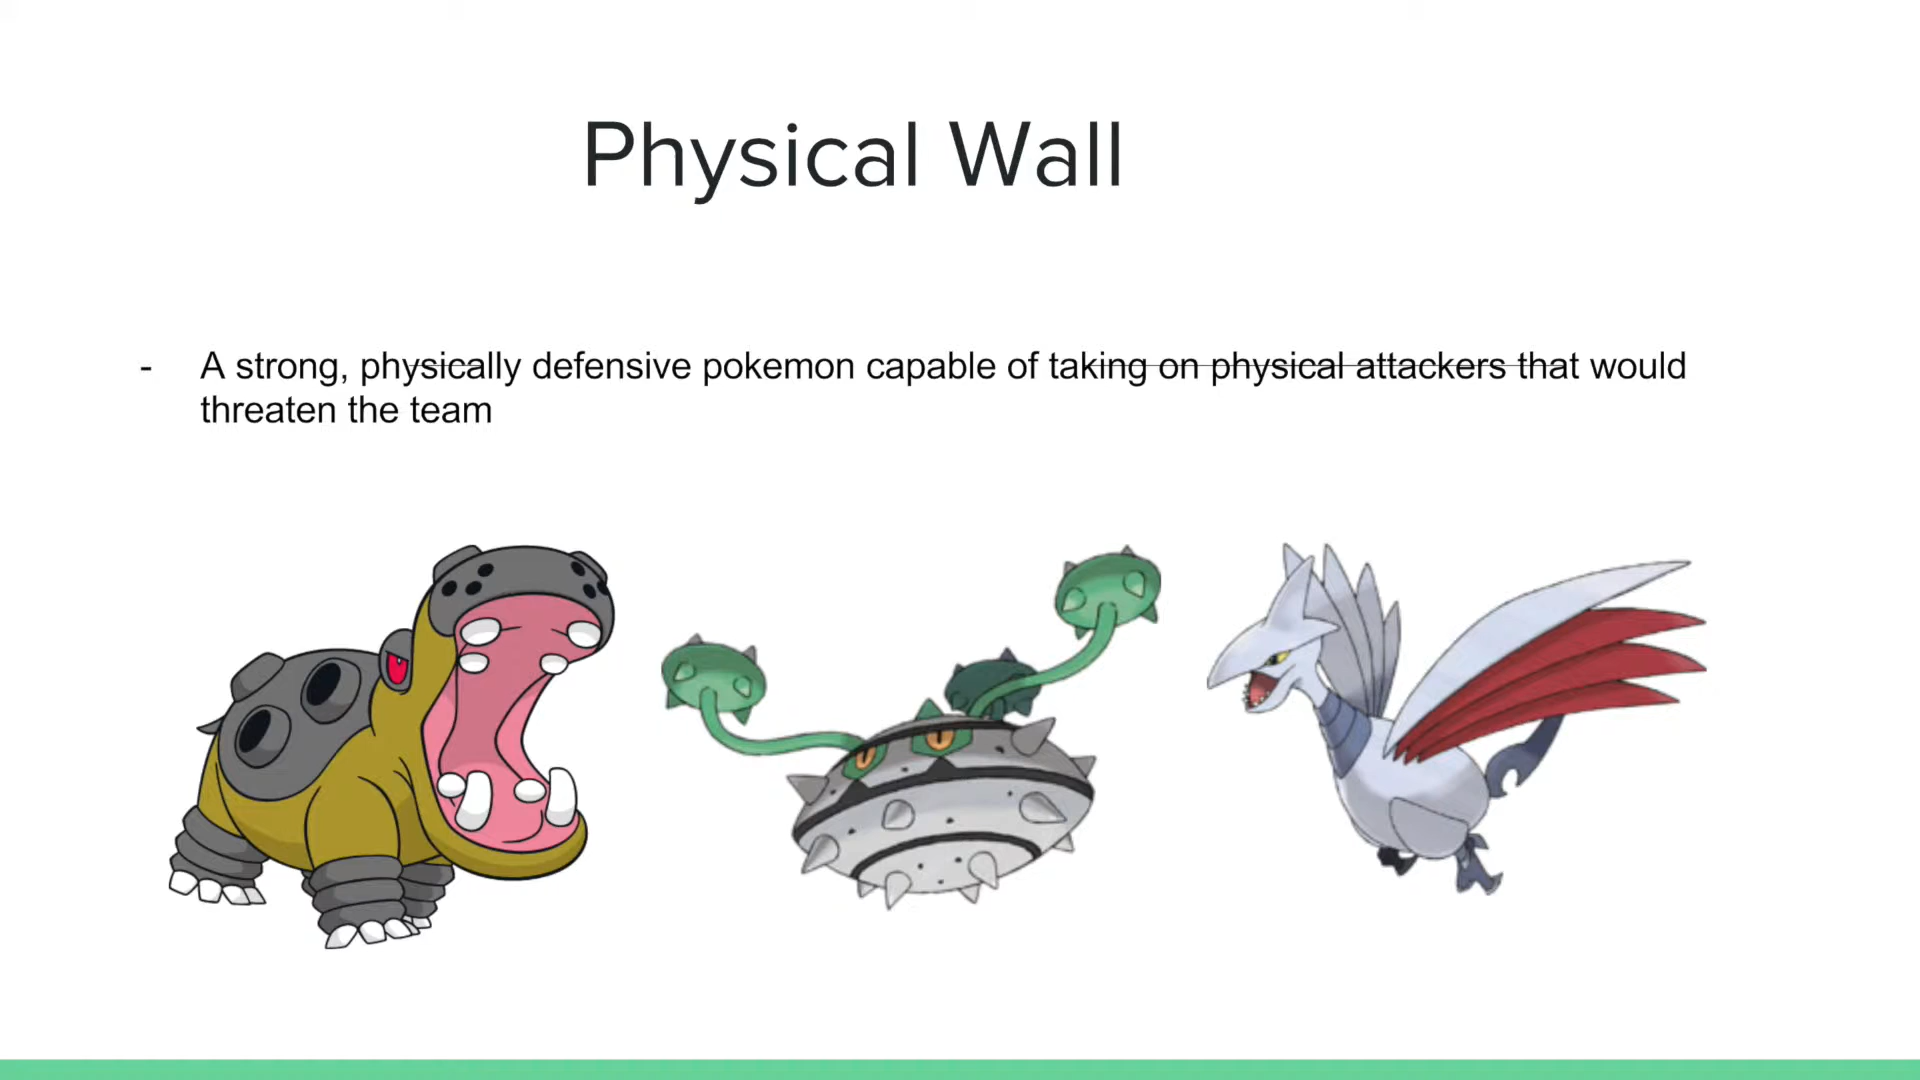 Physical Wall
- A strong, physically defensive pokemon capable of taking on physical attackers that would
threaten the team